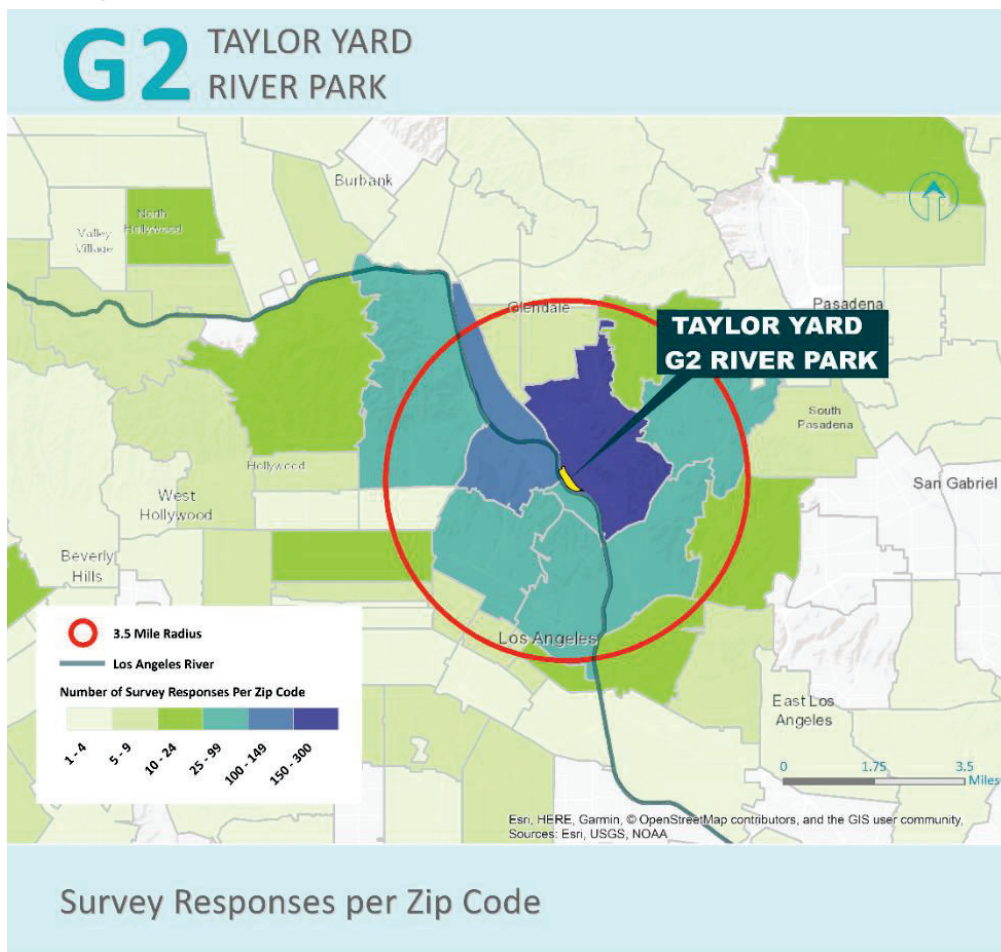 G2 TAYLOR YARD
RIVER PARK
Burbank
North
Hollywood
Valley
Village
Glendale
Pasadena
TAYLOR YARD
G2 RIVER PARK
South
Pasadena
Hollywood
West
Hollywood
San Gabriel
Beverly
Hills
Los Angeles
East Los
Angeles
3.5 Mile Radius
Los Angeles River
Number of Survey Responses Per Zip Code
1 - 4
5 - 9
10 - 24
25 - 99
100 - 149
150 - 300
0 1.75 3.5
Miles
Esri, HERE, Garmin, © OpenStreetMap contributors, and the GIS user community,
Sources: Esri, USGS, NOAA
Survey Responses per Zip Code